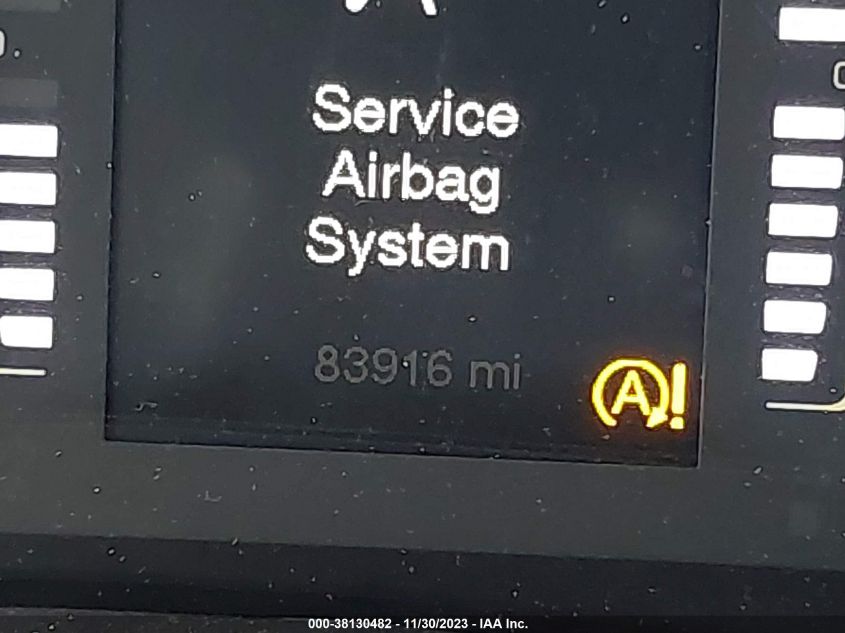 Service
Airbag
System
83916 mi
A!
000-38130482 - 11/30/2023 - IAA Inc.